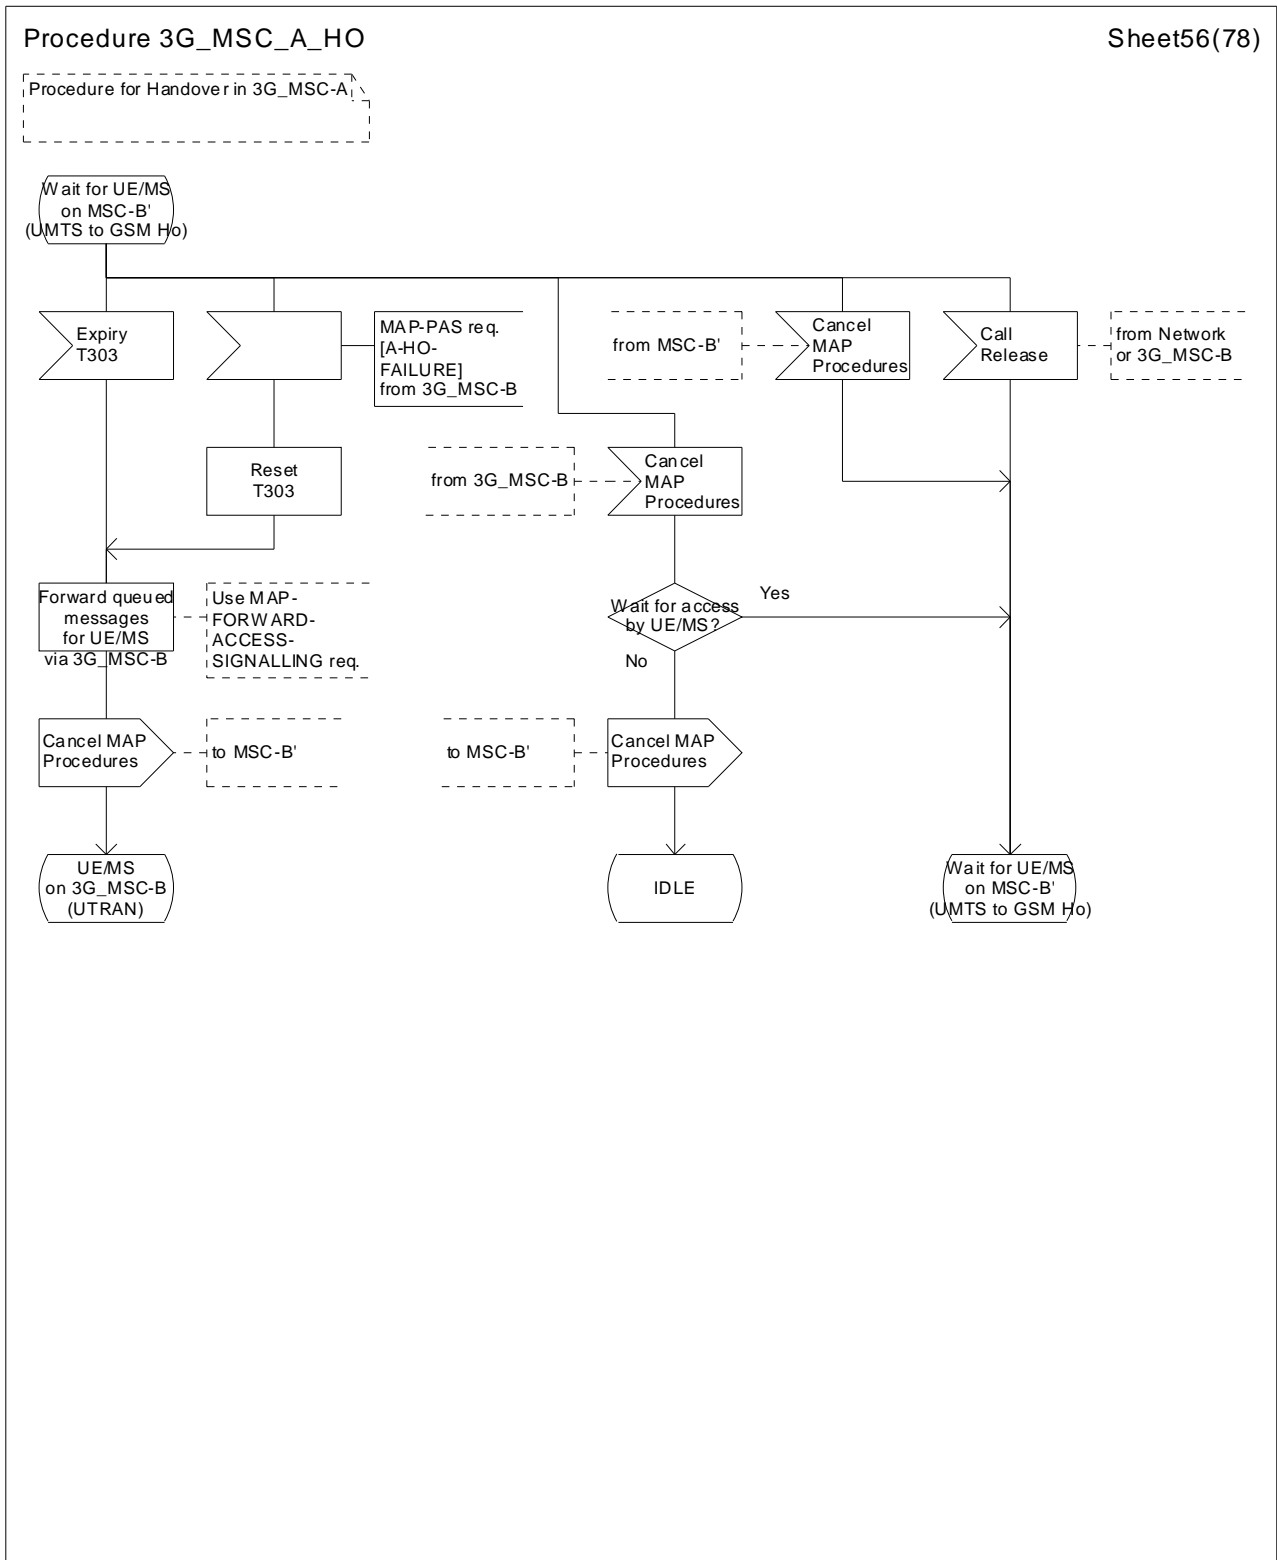 Procedure 3G_MSC_A_HO
Sheet56(78)
Procedure for Handover in 3G_MSC-A
Wait for UE/MS
on MSC-B'
(UMTS to GSM Ho)
Expiry
T303
MAP-PAS req.
[A-HO-
FAILURE]
from 3G_MSC-B
from MSC-B'
Cancel
MAP
Procedures
Call
Release
from Network
or 3G_MSC-B
Reset
T303
from 3G_MSC-B
Cancel
MAP
Procedures
Forward queued
messages
for UE/MS
via 3G_MSC-B
Use MAP-
FORWARD-
ACCESS-
SIGNALLING req.
Wait for access
by UE/MS?
Yes
No
Cancel MAP
Procedures
to MSC-B'
to MSC-B'
Cancel MAP
Procedures
UE/MS
on 3G_MSC-B
(UTRAN)
IDLE
Wait for UE/MS
on MSC-B'
(UMTS to GSM Ho)